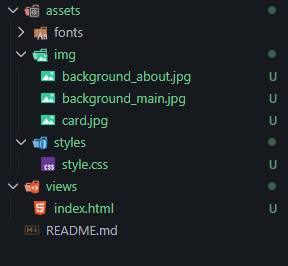 assets
fonts
img
background_about.jpg U
background_main.jpg U
card.jpg U
styles
style.css U
views
index.html U
README.md